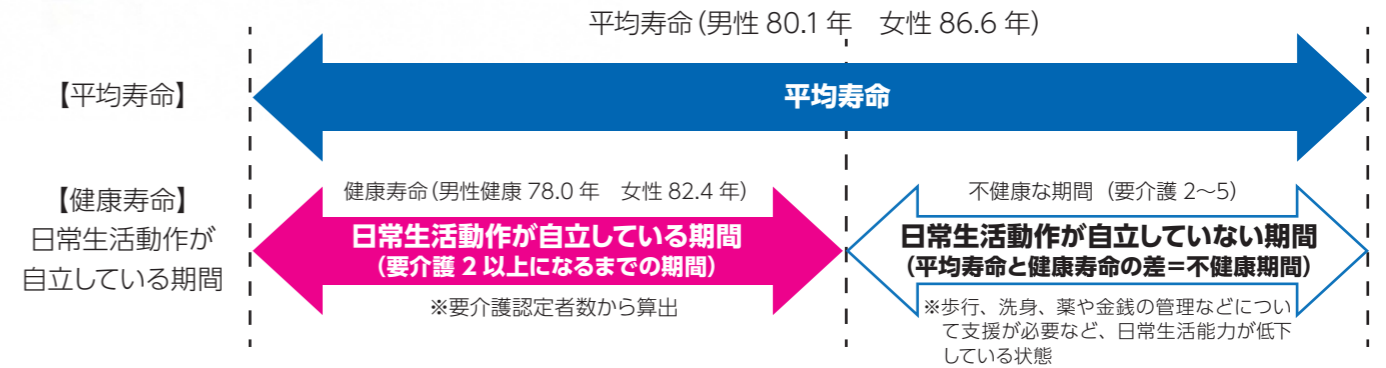 平均寿命（男性 80.1 年　女性 86.6 年）
【平均寿命】
平均寿命
【健康寿命】
日常生活動作が
自立している期間
健康寿命（男性健康 78.0 年　女性 82.4 年）
日常生活動作が自立している期間
（要介護 2 以上になるまでの期間）
※要介護認定者数から算出
不健康な期間（要介護 2～5）
日常生活動作が自立していない期間
（平均寿命と健康寿命の差＝不健康期間）
※歩行、洗身、薬や金銭の管理などについ
て支援が必要など、日常生活能力が低下
している状態